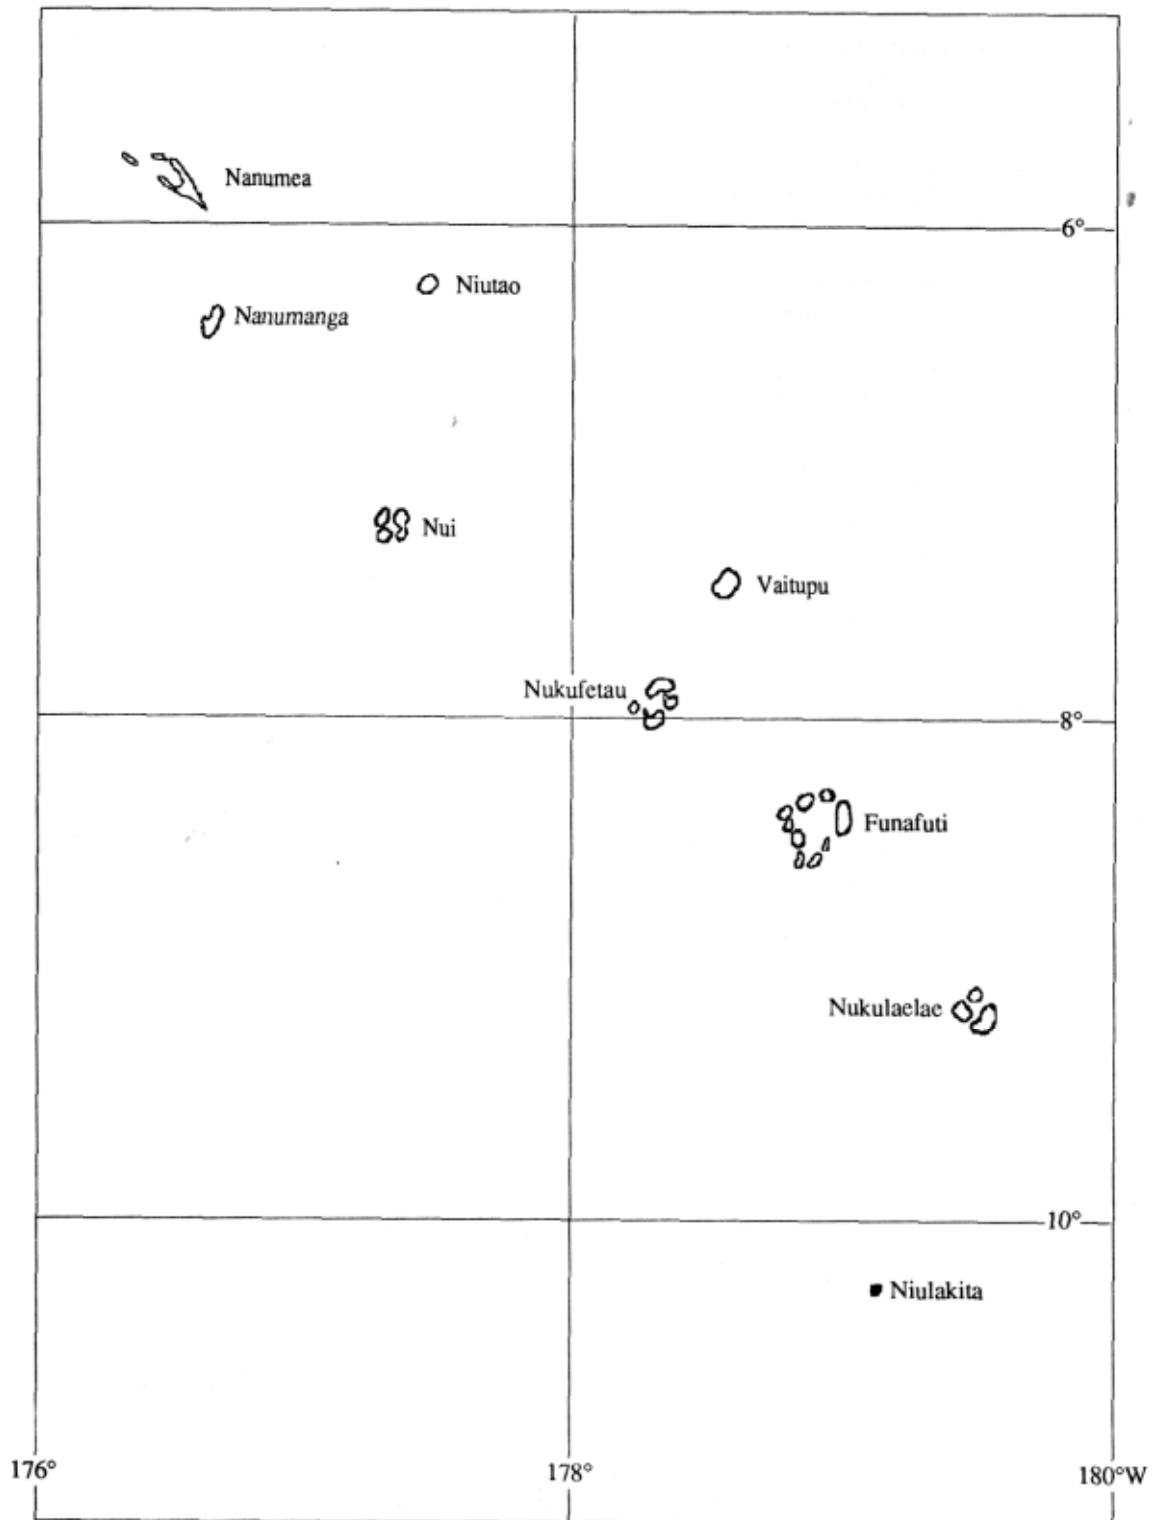 Nanumea
6°
Niutao
Nanumanga
Nui
Vaitupu
Nukufetau
8°
Funafuti
Nukulaelae
10°
Niulakita
176°
178°
180°W